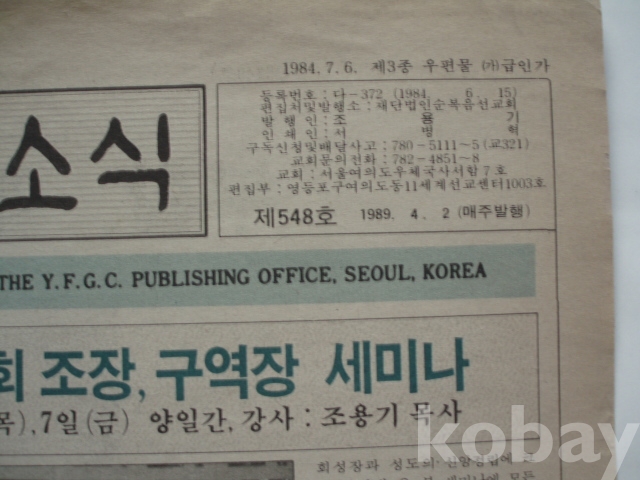 1984. 7. 6. 제3종 우편물 ㈎급인가
소식
등록번호 : 다-372 (1984. 6. 15)
편집처및발행소 : 재단법인순복음선교회
발 행 인 : 조 용 기
인 쇄 인 : 서 병 혁
구독신청및배달사고 : 780-5111~5 (교321)
교회문의전화 : 782-4851~8
교회 : 서울여의도우체국사서함 7 호
편집부 : 영등포구여의도동11세계선교센터1003호
제548호 1989. 4. 2 (매주발행)
THE Y.F.G.C. PUBLISHING OFFICE, SEOUL, KOREA
회 조장, 구역장 세미나
목),7일(금) 양일간, 강사 : 조용기 목사
kobay
회성장과 성도의